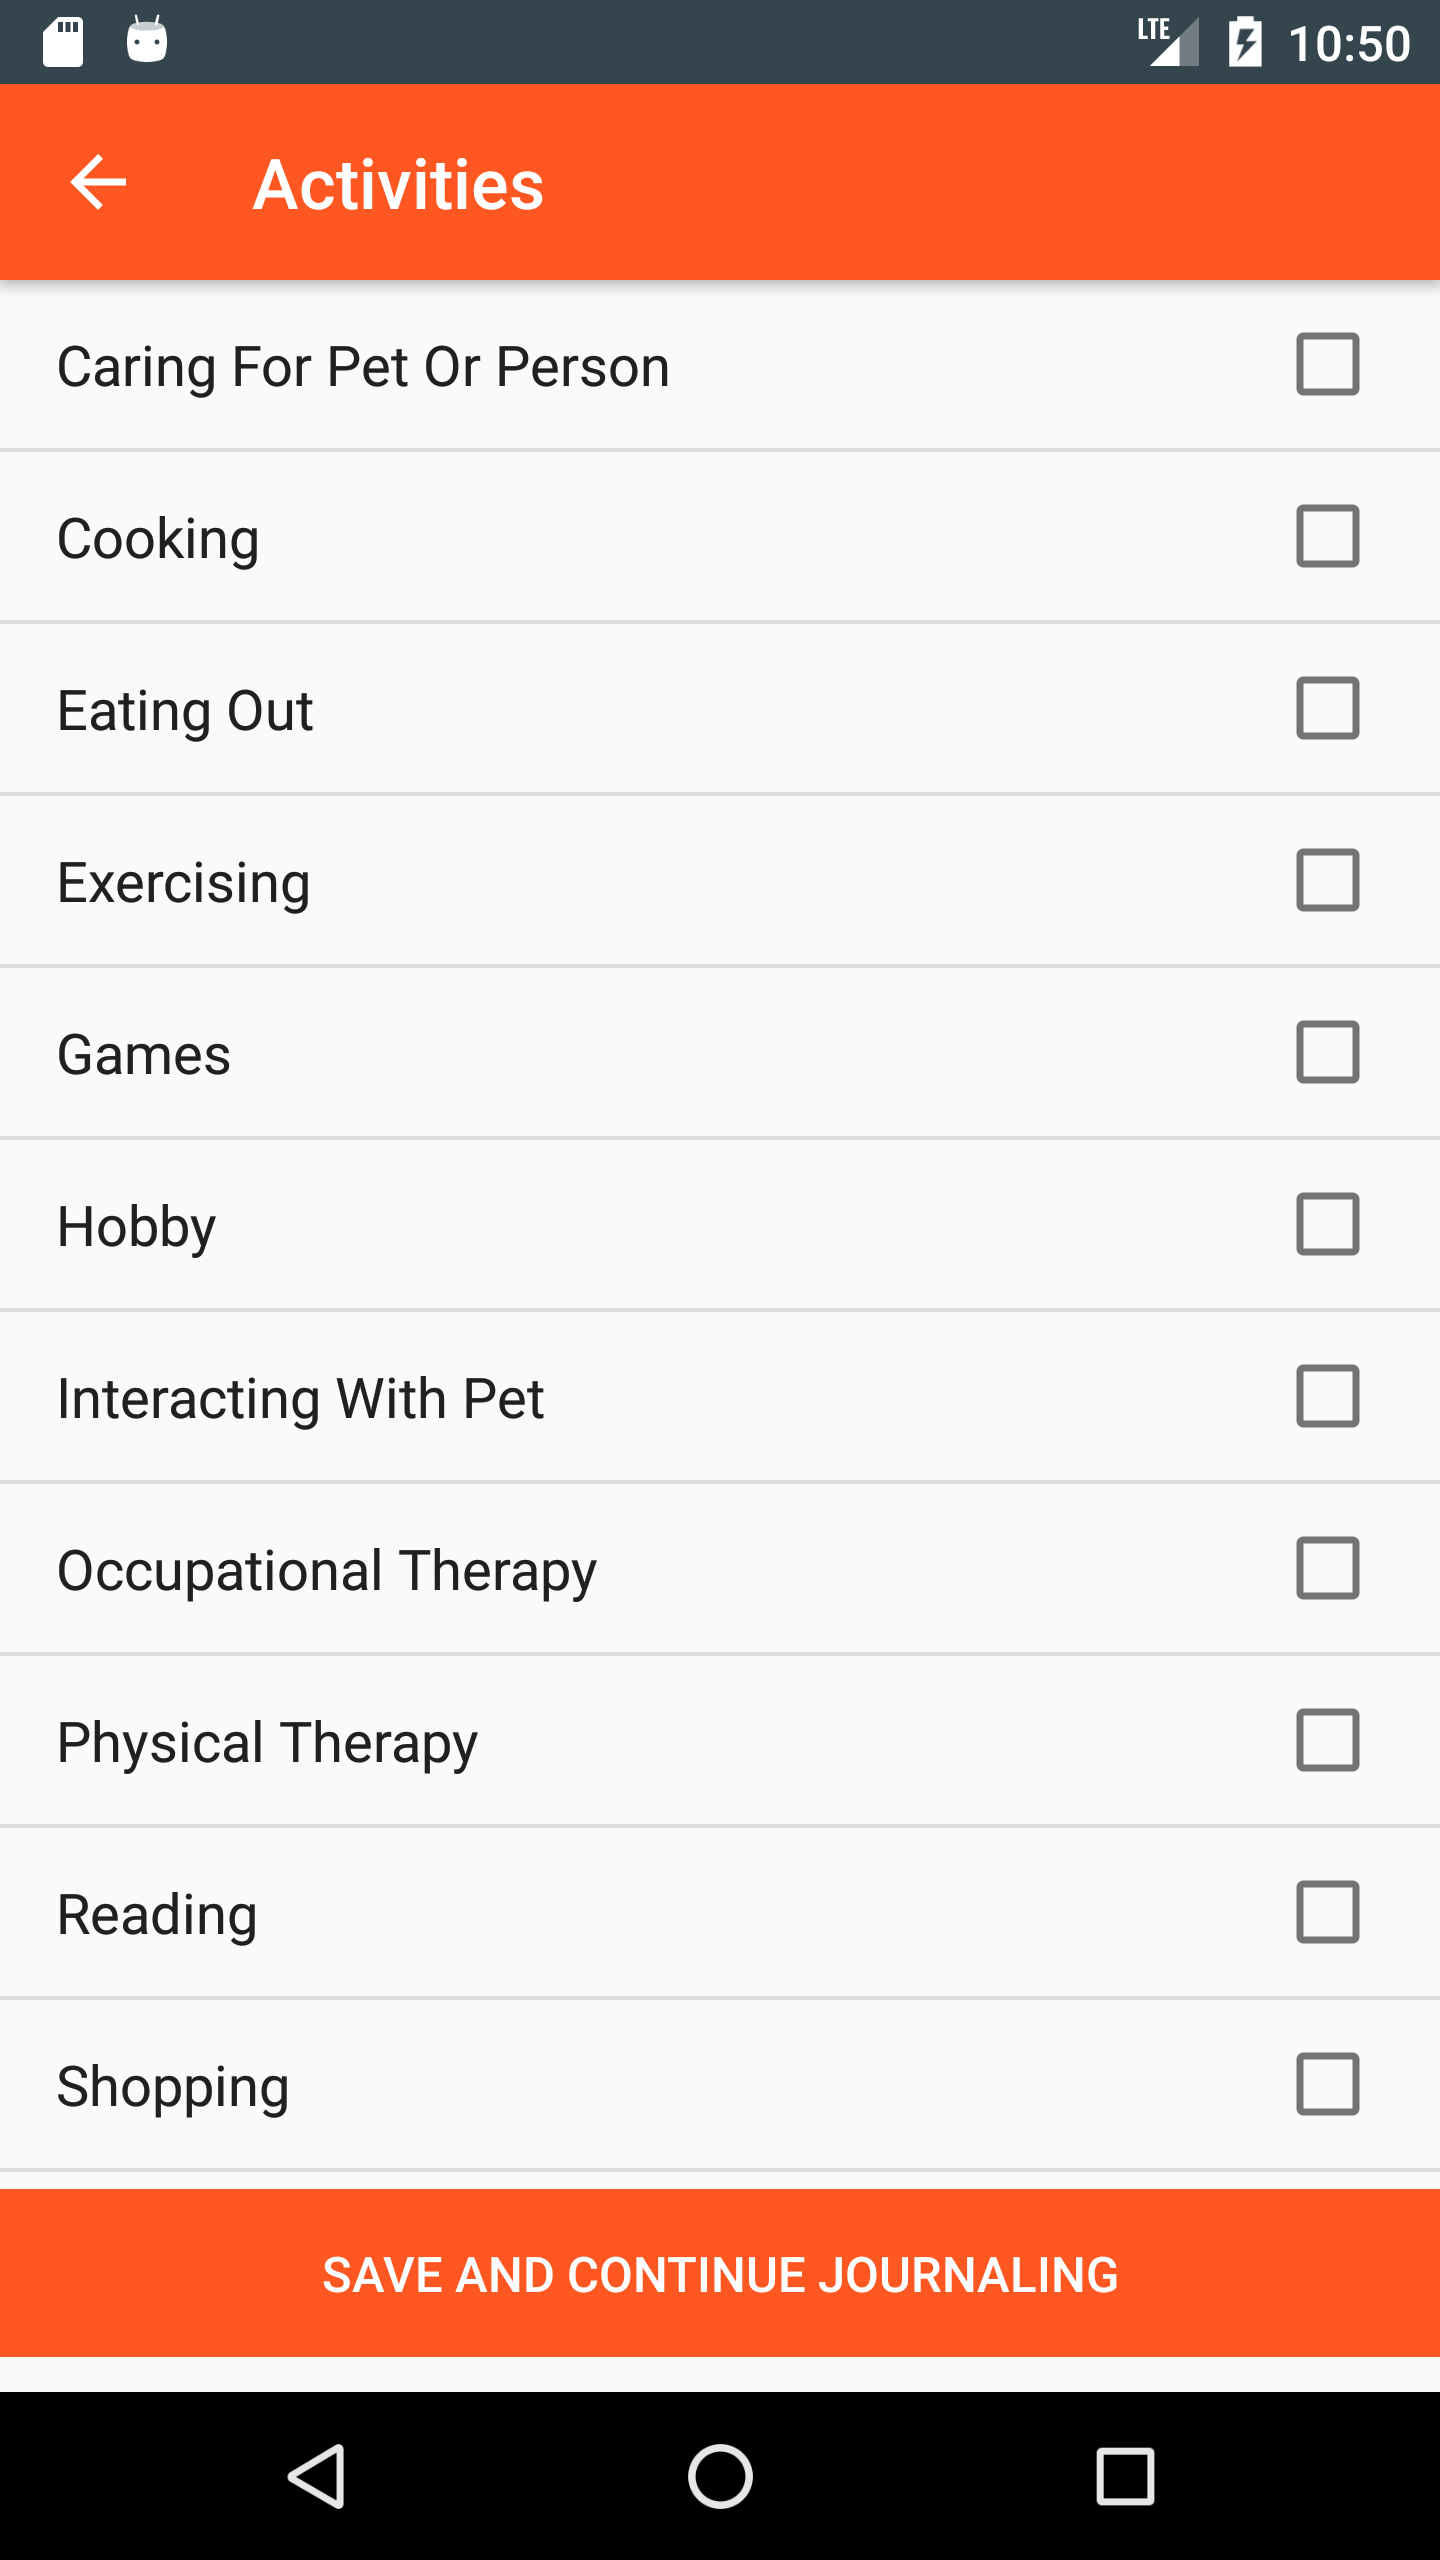 LTE 10:50
Activities
Caring For Pet Or Person
Cooking
Eating Out
Exercising
Games
Hobby
Interacting With Pet
Occupational Therapy
Physical Therapy
Reading
Shopping
SAVE AND CONTINUE JOURNALING